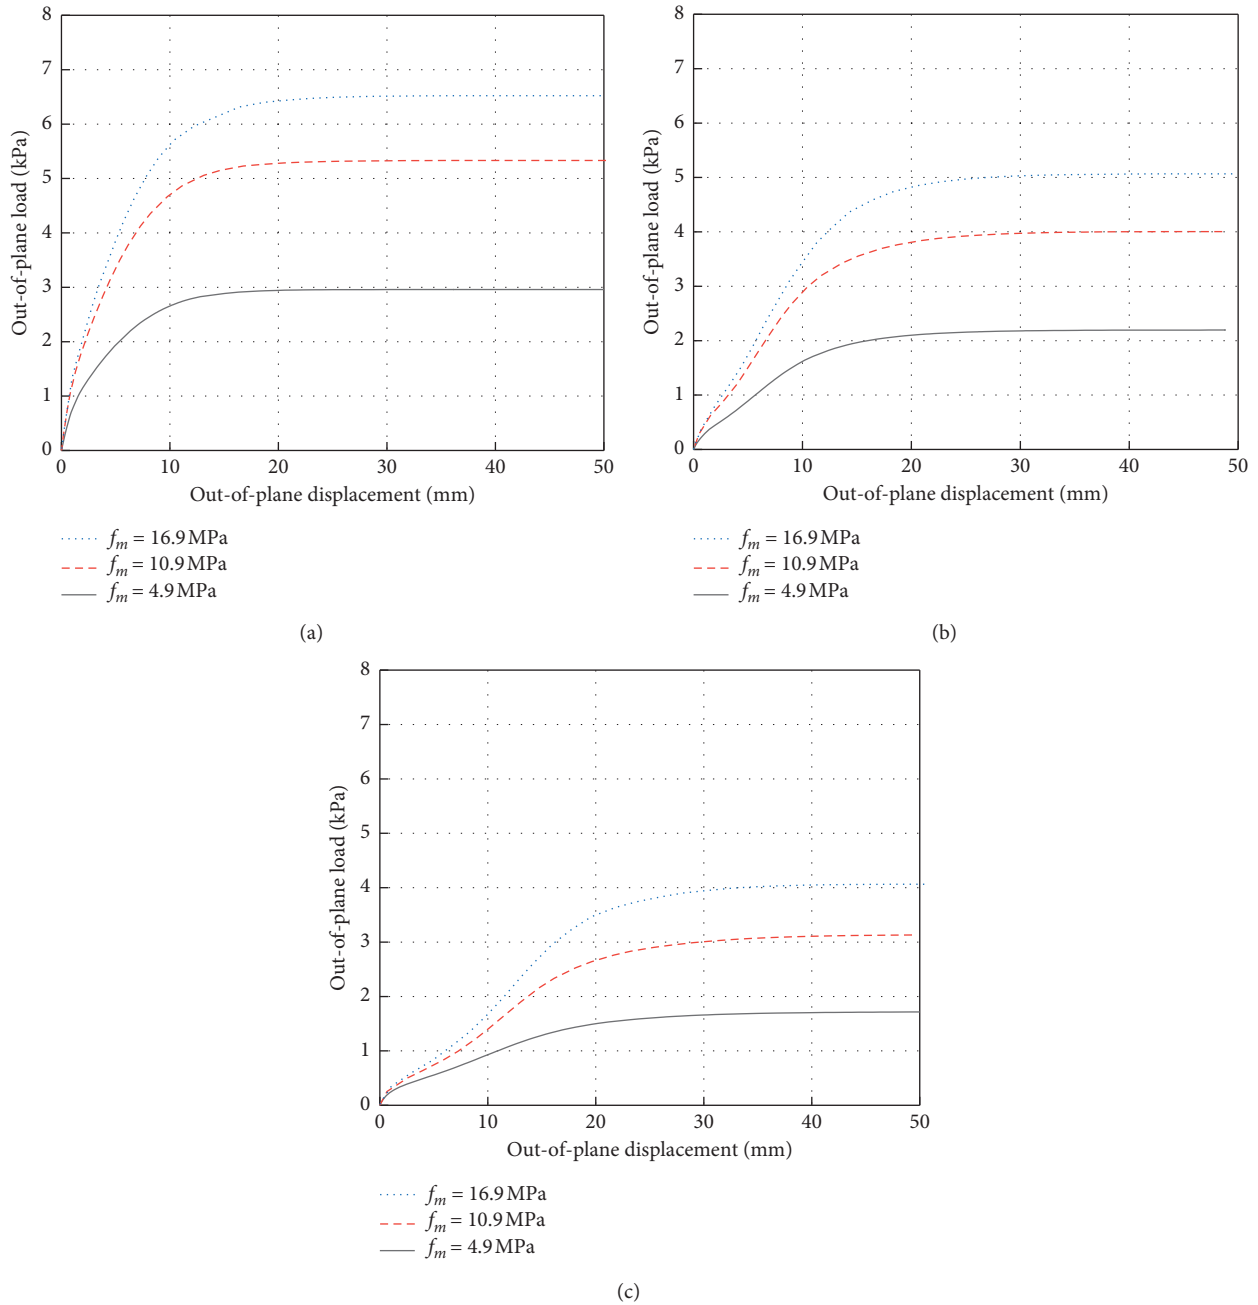 8
7
6
5
4
3
2
1
0
Out-of-plane load (kPa)
0 10 20 30 40 50
Out-of-plane displacement (mm)
fm = 16.9 MPa
fm = 10.9 MPa
fm = 4.9 MPa
(a)
8
7
6
5
4
3
2
1
0
Out-of-plane load (kPa)
0 10 20 30 40 50
Out-of-plane displacement (mm)
fm = 16.9 MPa
fm = 10.9 MPa
fm = 4.9 MPa
(b)
8
7
6
5
4
3
2
1
0
Out-of-plane load (kPa)
0 10 20 30 40 50
Out-of-plane displacement (mm)
fm = 16.9 MPa
fm = 10.9 MPa
fm = 4.9 MPa
(c)